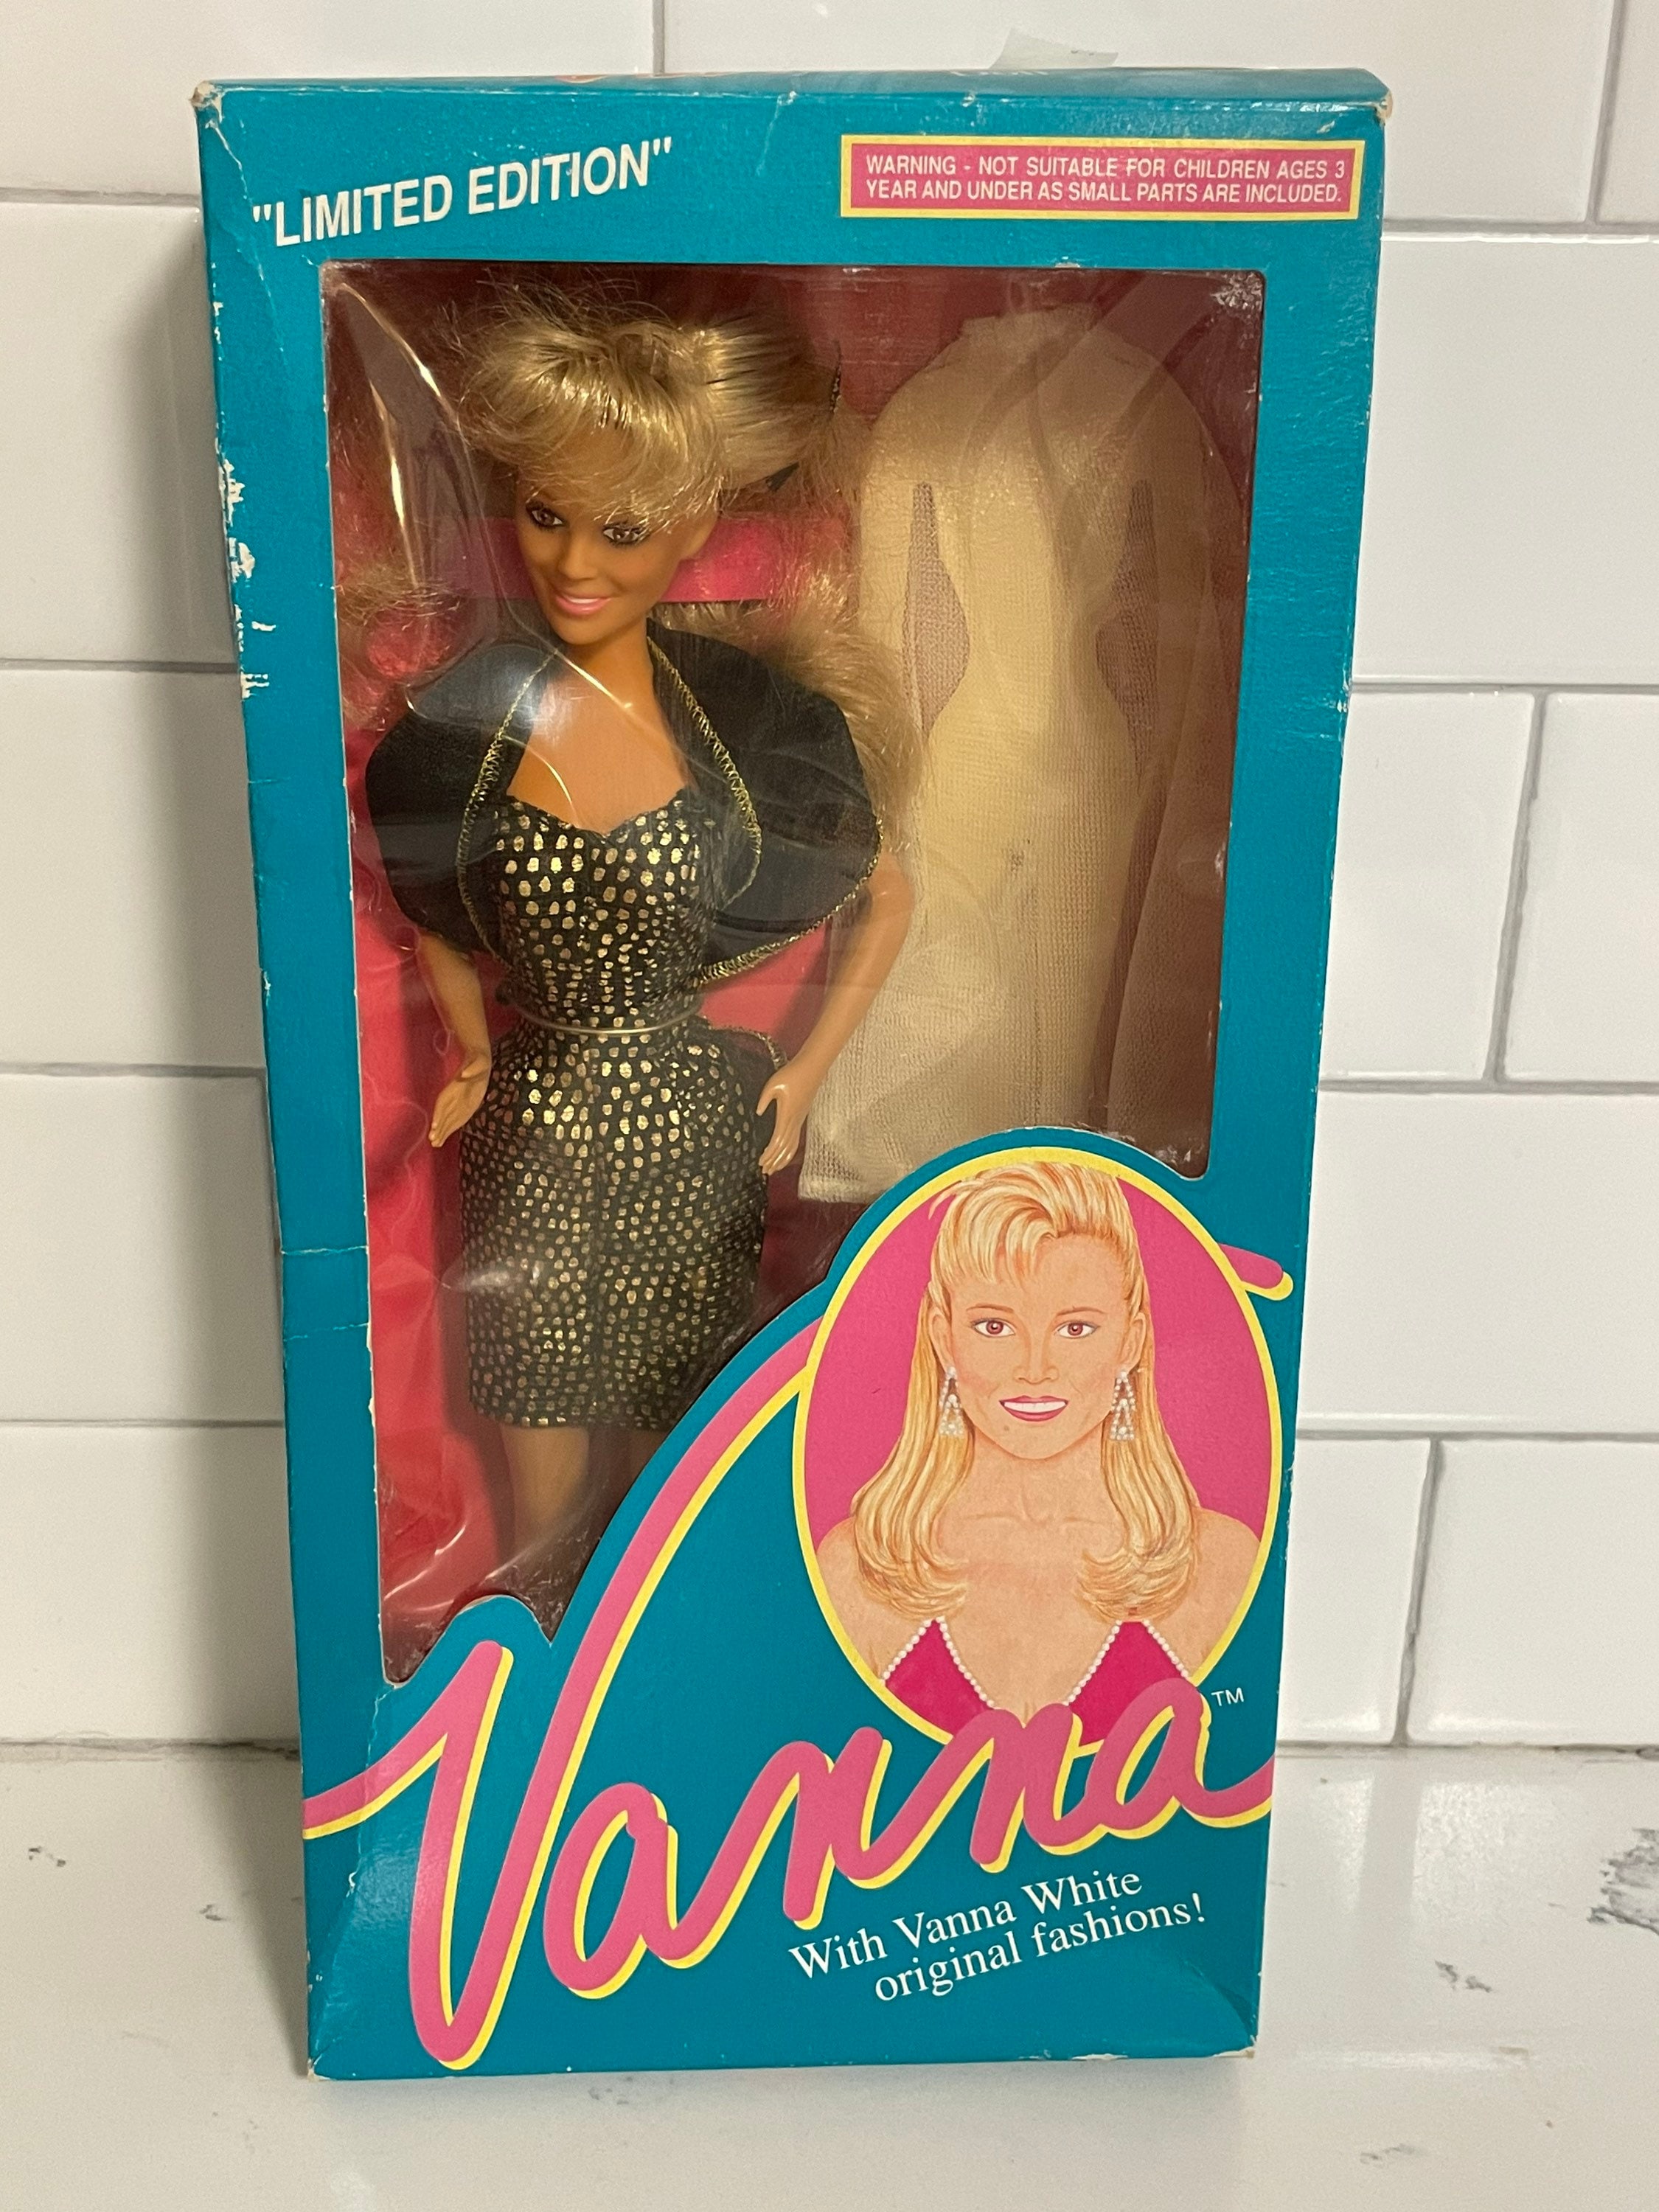 "LIMITED EDITION"
WARNING - NOT SUITABLE FOR CHILDREN AGES 3
YEAR AND UNDER AS SMALL PARTS ARE INCLUDED.
Vanna™
With Vanna White
original fashions!